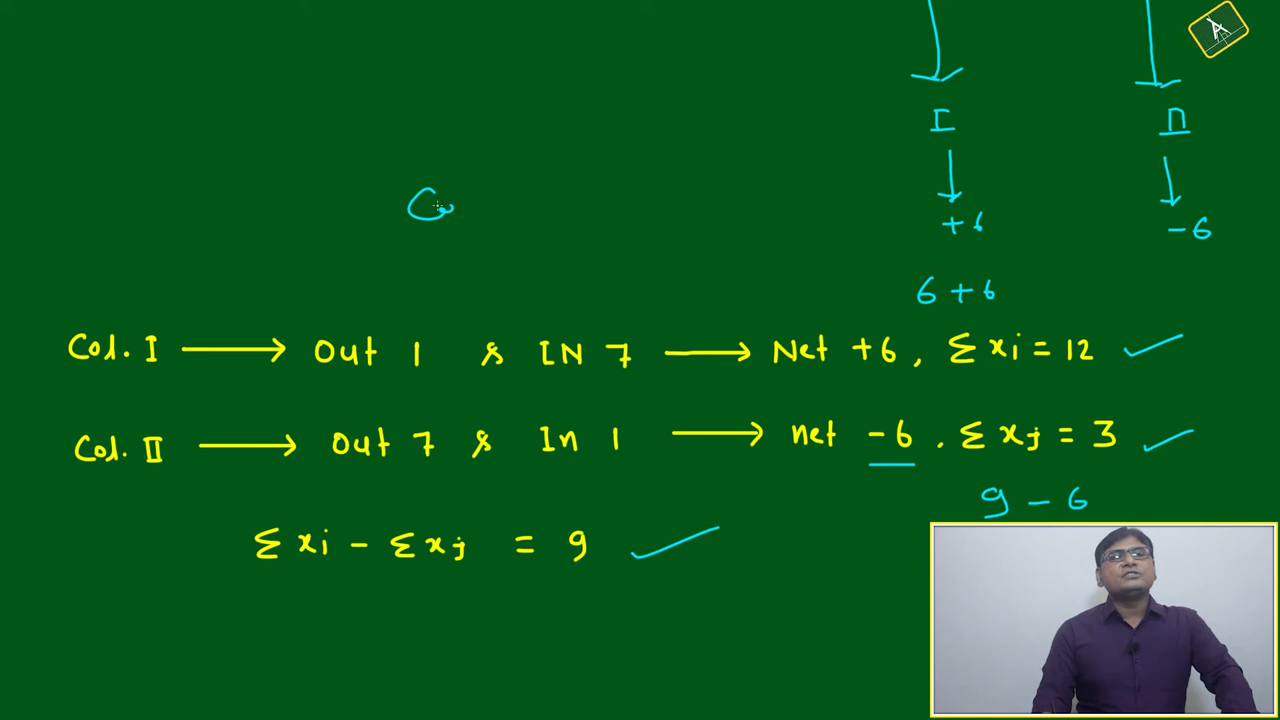 I II
+6 -6
6 + 6
Col. I → Out 1 & IN 7 → Net +6, Σ xi = 12 ✓
Col. II → Out 7 & In 1 → net -6, Σ xj = 3 ✓
9 - 6
Σ xi - Σ xj = 9 ✓